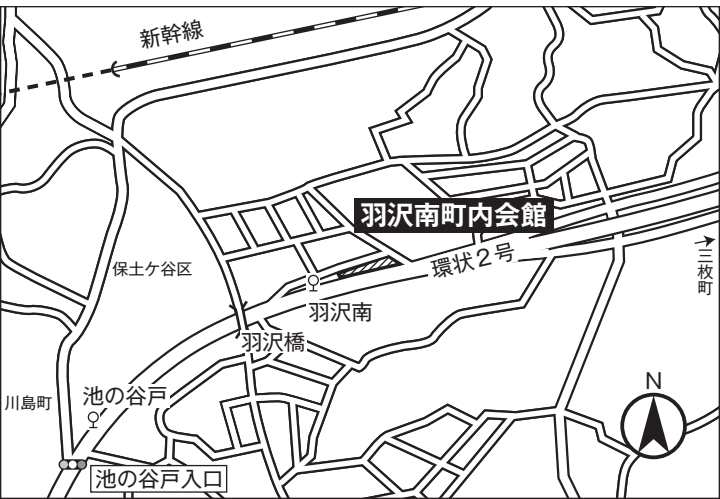 新幹線
羽沢南町内会館
環状2号
三枚町
保土ケ谷区
羽沢南
羽沢橋
川島町
池の谷戸
N
池の谷戸入口